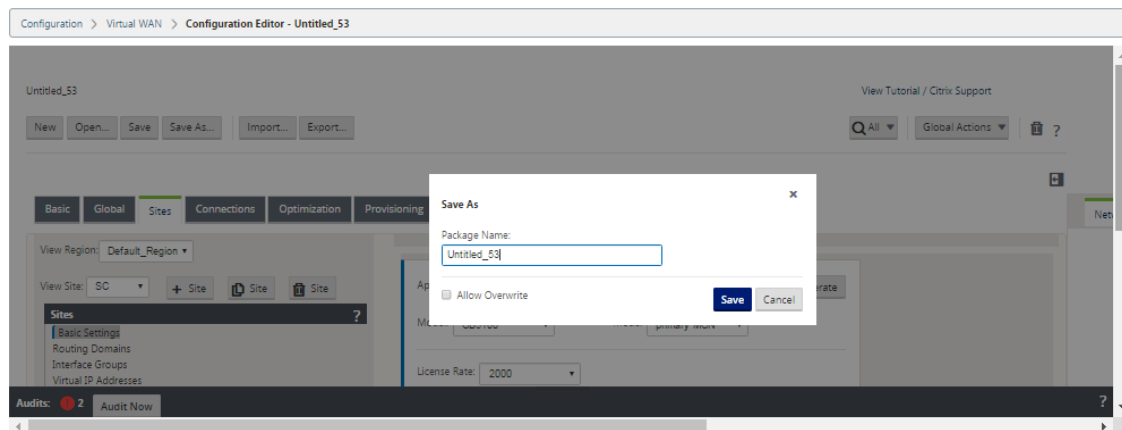 Configuration > Virtual WAN > Configuration Editor - Untitled_53
Untitled_53
View Tutorial / Citrix Support
New Open... Save Save As... Import... Export...
All Global Actions ?
Basic Global Sites Connections Optimization Provisioning
Net
View Region: Default_Region
View Site: SC + Site Site Site
Sites ?
Basic Settings
Routing Domains
Interface Groups
Virtual IP Addresses
Save As
Package Name:
Untitled_53
Allow Overwrite
Save Cancel
License Rate: 2000
Audits: 2 Audit Now ?